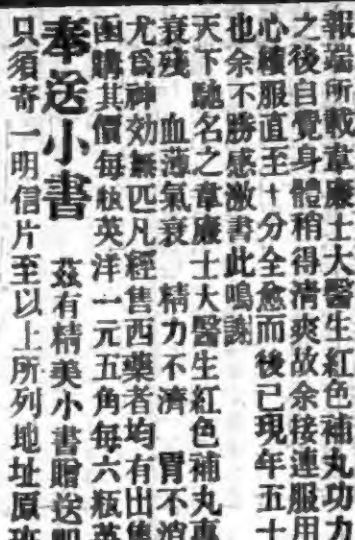 報端所載韋廉士大醫生紅色補丸功力
之後自覺身體稍得清爽故余接連服用
心續服直至十分全愈而後已現年五十
也余不勝感激書此鳴謝
天下馳名之韋廉士大醫生紅色補丸專
衰殘 血薄氣衰 精力不濟 胃不消
尤爲神効無匹凡經售西藥者均有出售
函購其價每瓶英洋一元五角每六瓶英
奉送小書 茲有精美小書贈送即
只須寄一明信片至以上所列地址原班